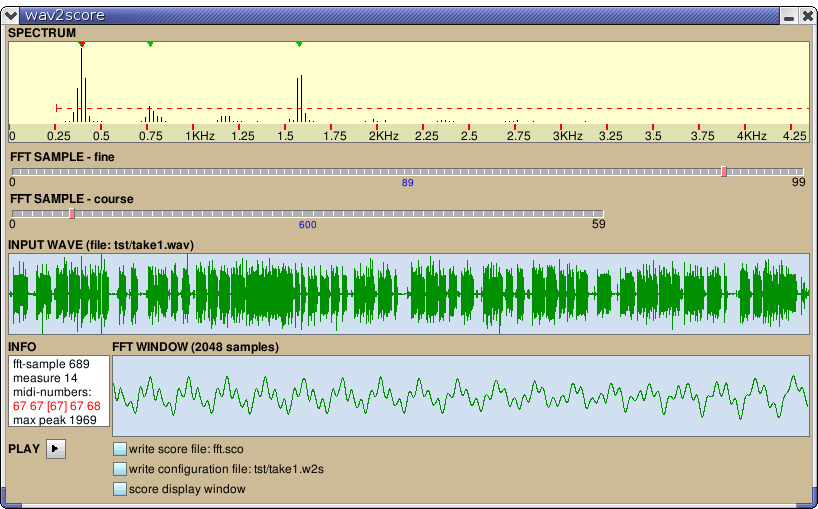 wav2score
SPECTRUM
0 0.25 0.5 0.75 1KHz 1.25 1.5 1.75 2KHz 2.25 2.5 2.75 3KHz 3.25 3.5 3.75 4KHz 4.25
FFT SAMPLE - fine
0 89 99
FFT SAMPLE - course
0 600 59
INPUT WAVE (file: tst/take1.wav)
INFO FFT WINDOW (2048 samples)
fft-sample 689
measure 14
midi-numbers:
67 67 [67] 67 68
max peak 1969
PLAY
write score file: fft.sco
write configuration file: tst/take1.w2s
score display window